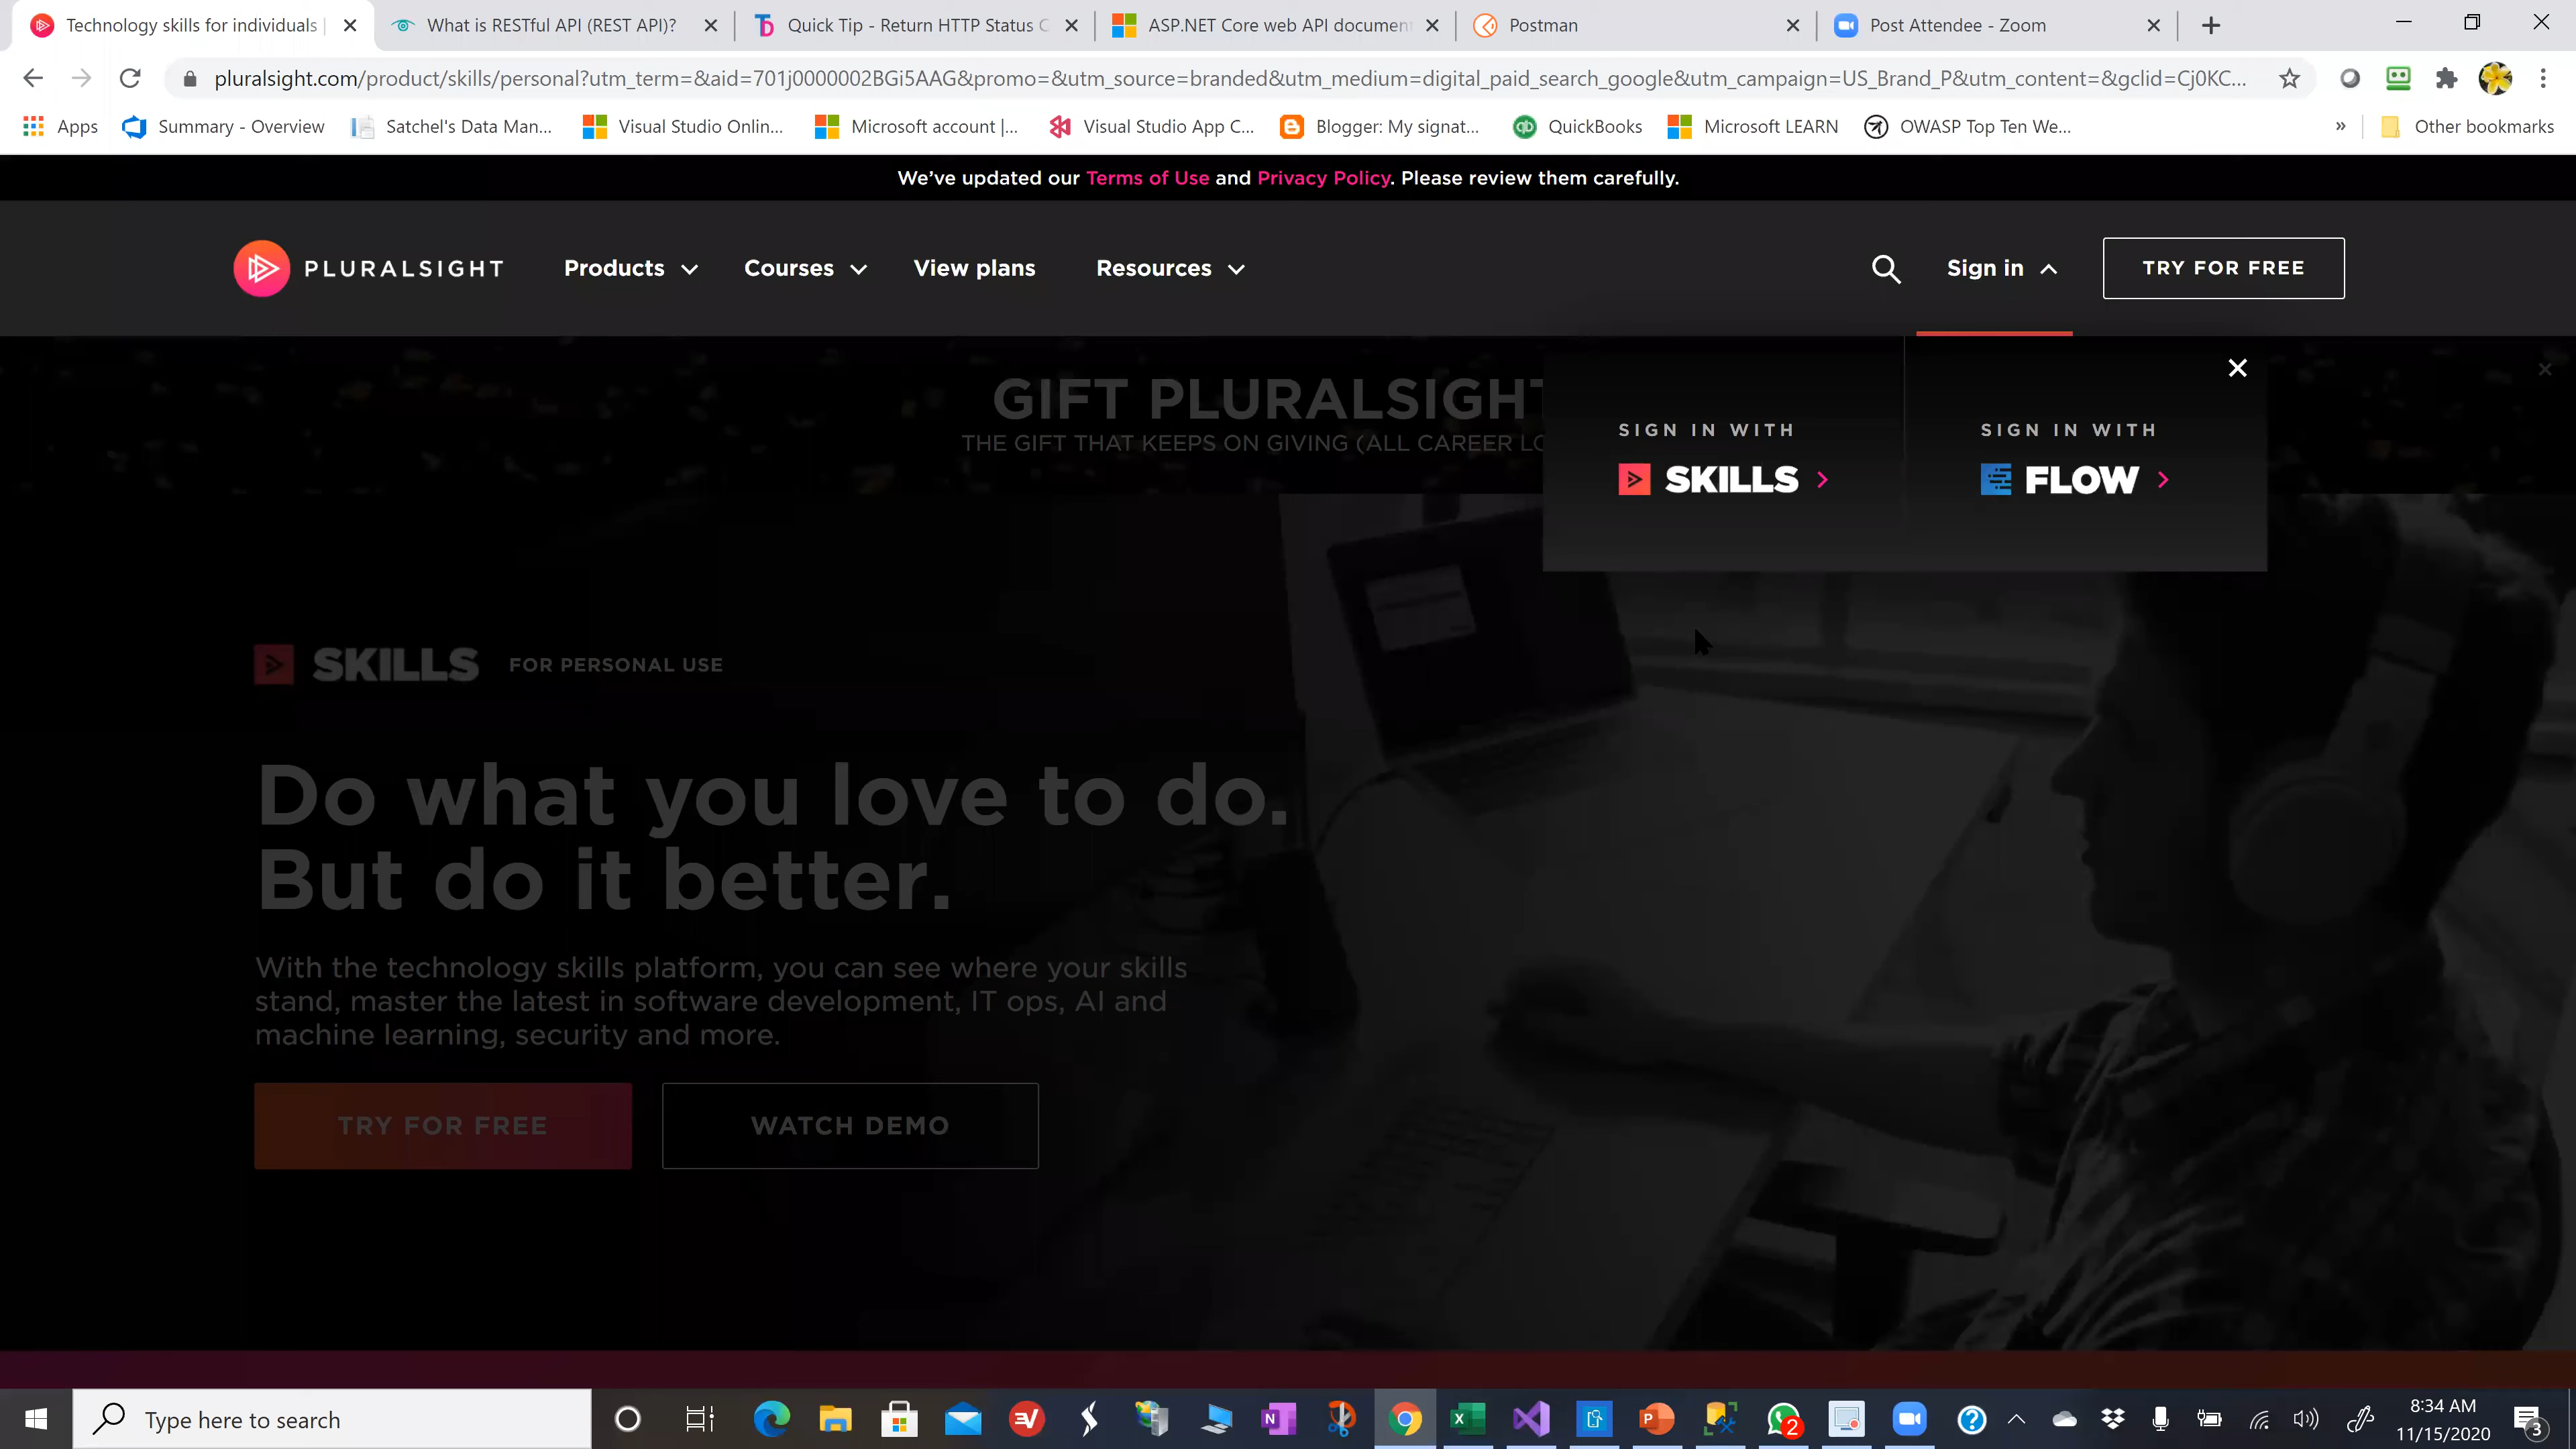 Technology skills for individuals |
What is RESTful API (REST API)?
Quick Tip - Return HTTP Status C
ASP.NET Core web API documen
Postman
Post Attendee - Zoom
pluralsight.com/product/skills/personal?utm_term=&aid=701j0000002BGi5AAG&promo=&utm_source=branded&utm_medium=digital_paid_search_google&utm_campaign=US_Brand_P&utm_content=&gclid=Cj0KC...
Apps
Summary - Overview
Satchel's Data Man...
Visual Studio Onlin...
Microsoft account |...
Visual Studio App C...
Blogger: My signat...
QuickBooks
Microsoft LEARN
OWASP Top Ten We...
»
Other bookmarks
We've updated our Terms of Use and Privacy Policy. Please review them carefully.
PLURALSIGHT
Products
Courses
View plans
Resources
Sign in
TRY FOR FREE
GIFT PLURALSIGHT
THE GIFT THAT KEEPS ON GIVING (ALL CAREER LO
SIGN IN WITH
SKILLS
SIGN IN WITH
FLOW
SKILLS FOR PERSONAL USE
Do what you love to do.
But do it better.
With the technology skills platform, you can see where your skills
stand, master the latest in software development, IT ops, AI and
machine learning, security and more.
TRY FOR FREE
WATCH DEMO
Type here to search
2
8:34 AM
11/15/2020
3